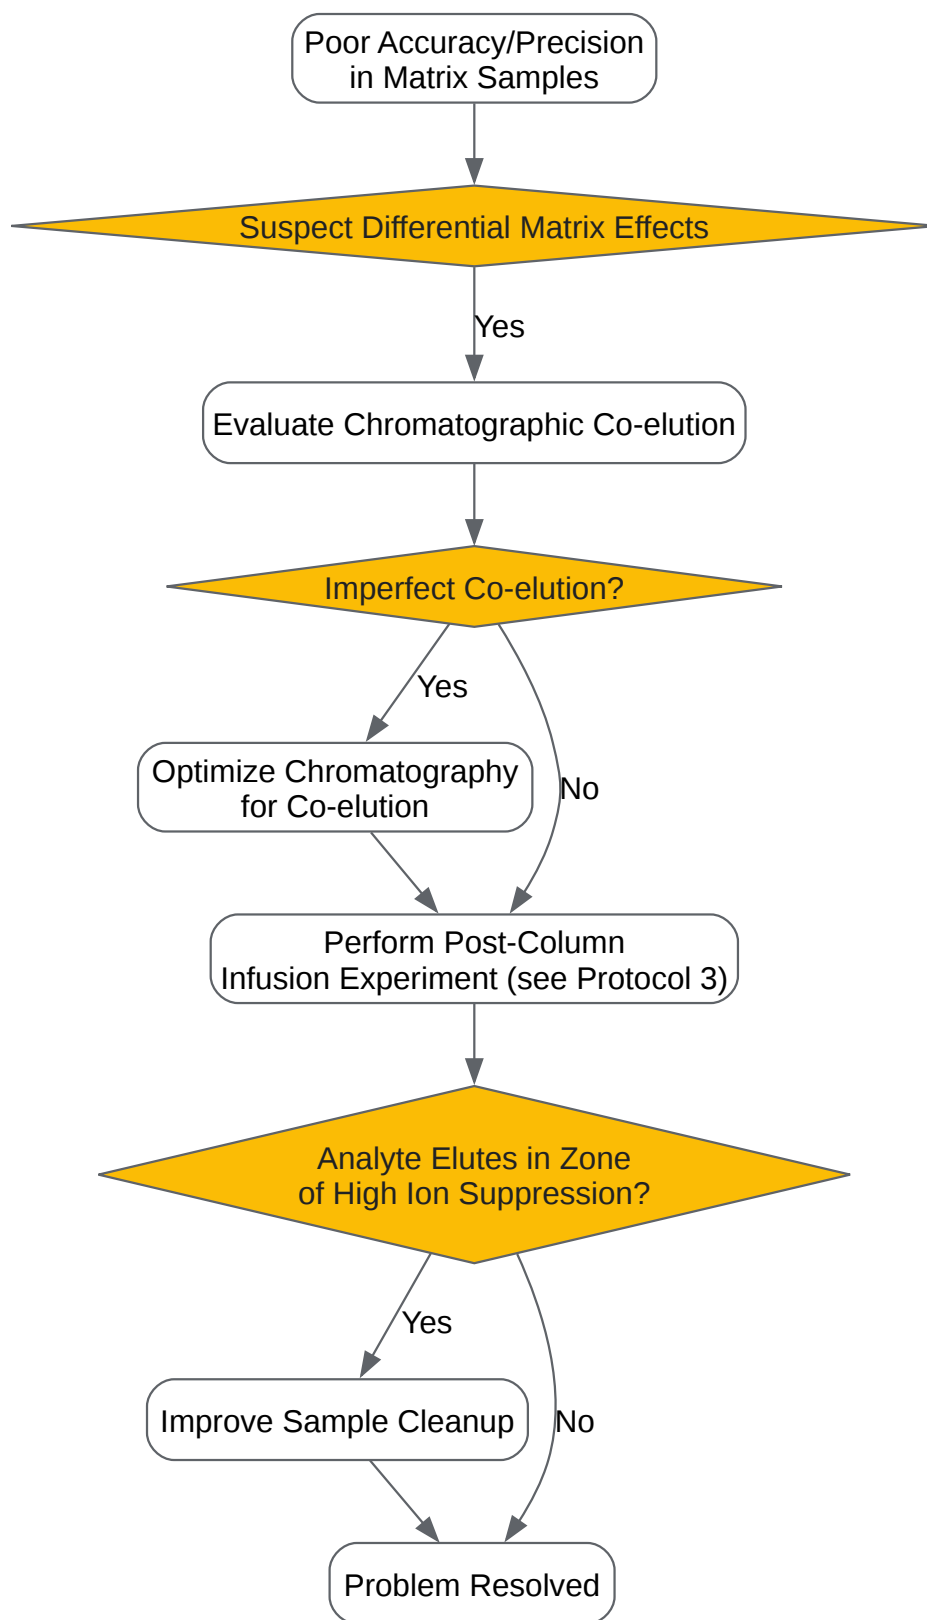 Poor Accuracy/Precision
in Matrix Samples
Suspect Differential Matrix Effects
Yes
Evaluate Chromatographic Co-elution
Imperfect Co-elution?
Yes
Optimize Chromatography
for Co-elution
No
Perform Post-Column
Infusion Experiment (see Protocol 3)
Analyte Elutes in Zone
of High Ion Suppression?
Yes
Improve Sample Cleanup
No
Problem Resolved